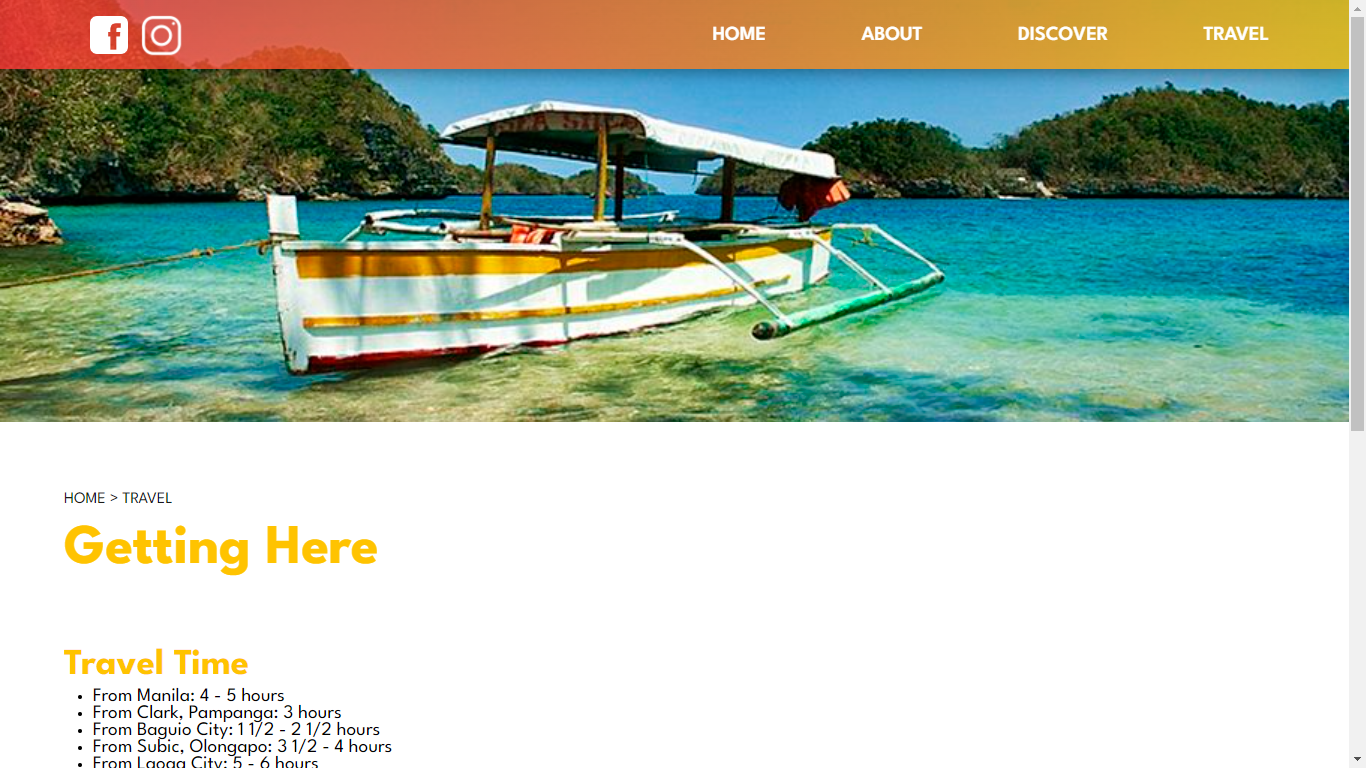 HOME
ABOUT
DISCOVER
TRAVEL
HOME > TRAVEL
Getting Here
Travel Time
From Manila: 4 - 5 hours
From Clark, Pampanga: 3 hours
From Baguio City: 1 1/2 - 2 1/2 hours
From Subic, Olongapo: 3 1/2 - 4 hours
From Laoag City: 5 - 6 hours